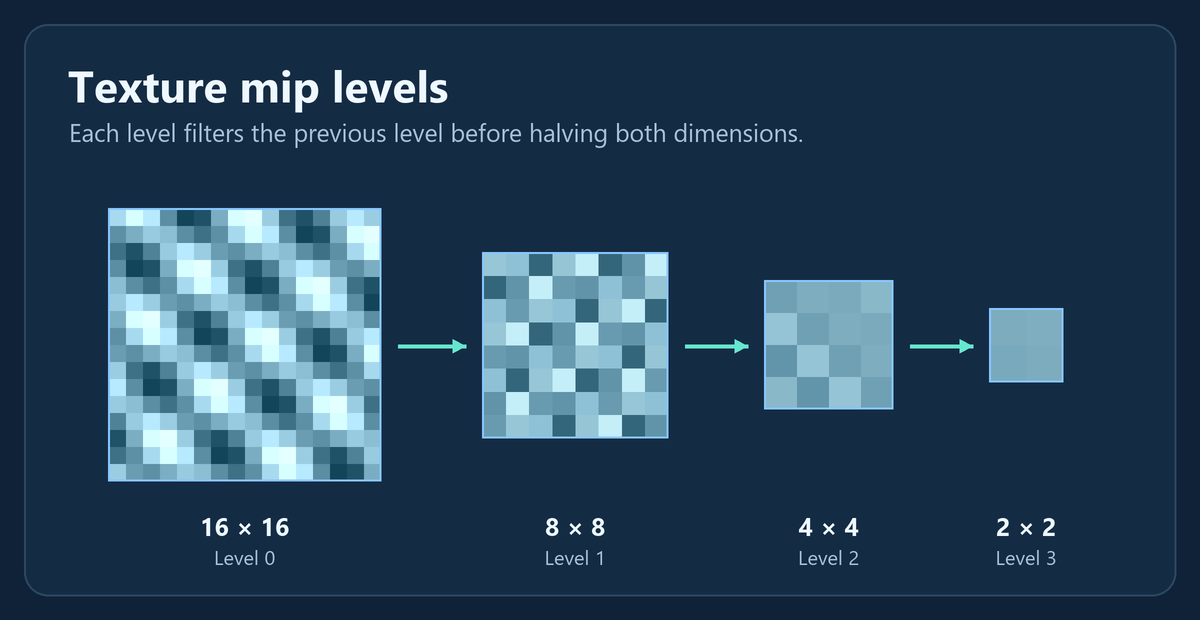 Texture mip levels
Each level filters the previous level before halving both dimensions.
16 × 16
Level 0
8 × 8
Level 1
4 × 4
Level 2
2 × 2
Level 3